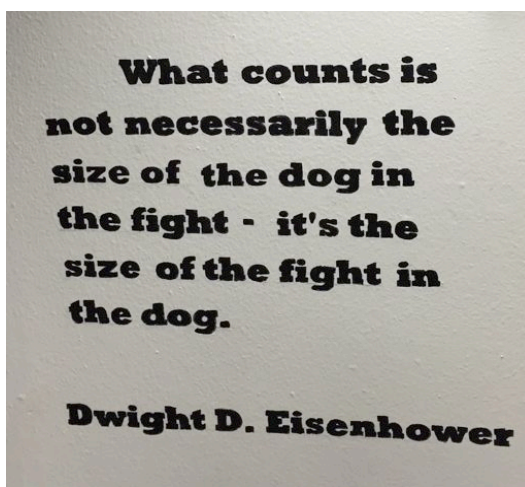 What counts is
not necessarily the
size of the dog in
the fight - it's the
size of the fight in
the dog.
Dwight D. Eisenhower